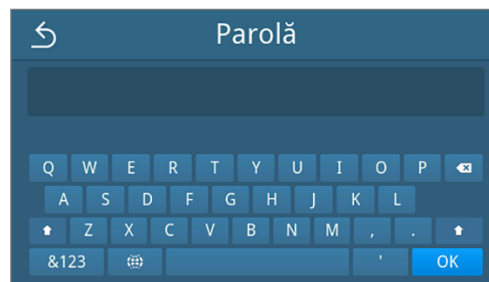 Parolă
Q W E R T Y U I O P
A S D F G H J K L
Z X C V B N M , .
&123 ' OK